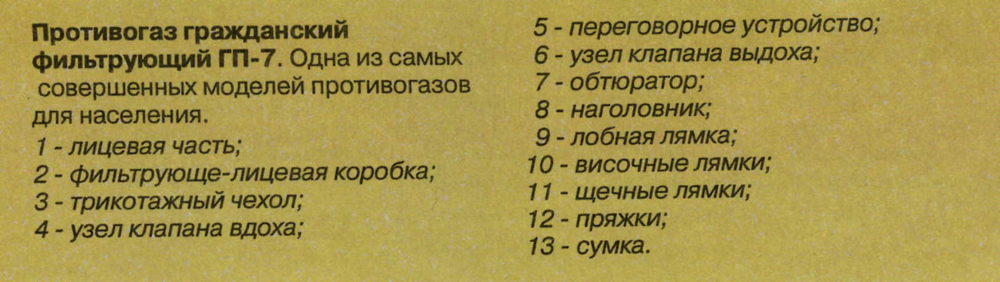 Противогаз гражданский
фильтрующий ГП-7. Одна из самых
совершенных моделей противогазов
для населения.
1 - лицевая часть;
2 - фильтрующе-лицевая коробка;
3 - трикотажный чехол;
4 - узел клапана вдоха;
5 - переговорное устройство;
6 - узел клапана выдоха;
7 - обтюратор;
8 - наголовник;
9 - лобная лямка;
10 - височные лямки;
11 - щечные лямки;
12 - пряжки;
13 - сумка.